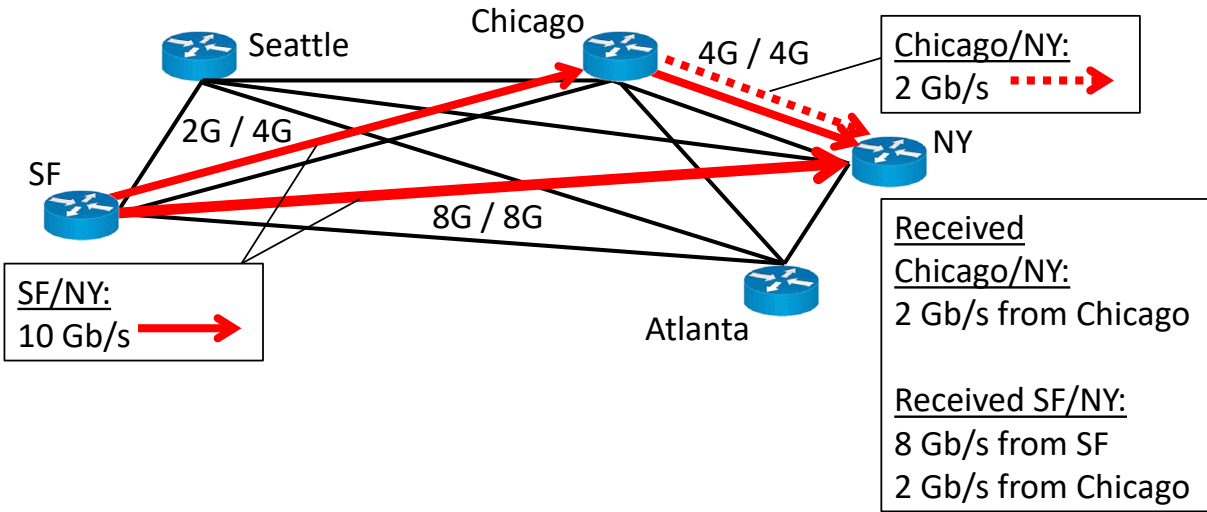 Seattle
Chicago
4G / 4G
Chicago/NY:
2 Gb/s
2G / 4G
NY
SF
8G / 8G
SF/NY:
10 Gb/s
Atlanta
Received
Chicago/NY:
2 Gb/s from Chicago
Received SF/NY:
8 Gb/s from SF
2 Gb/s from Chicago